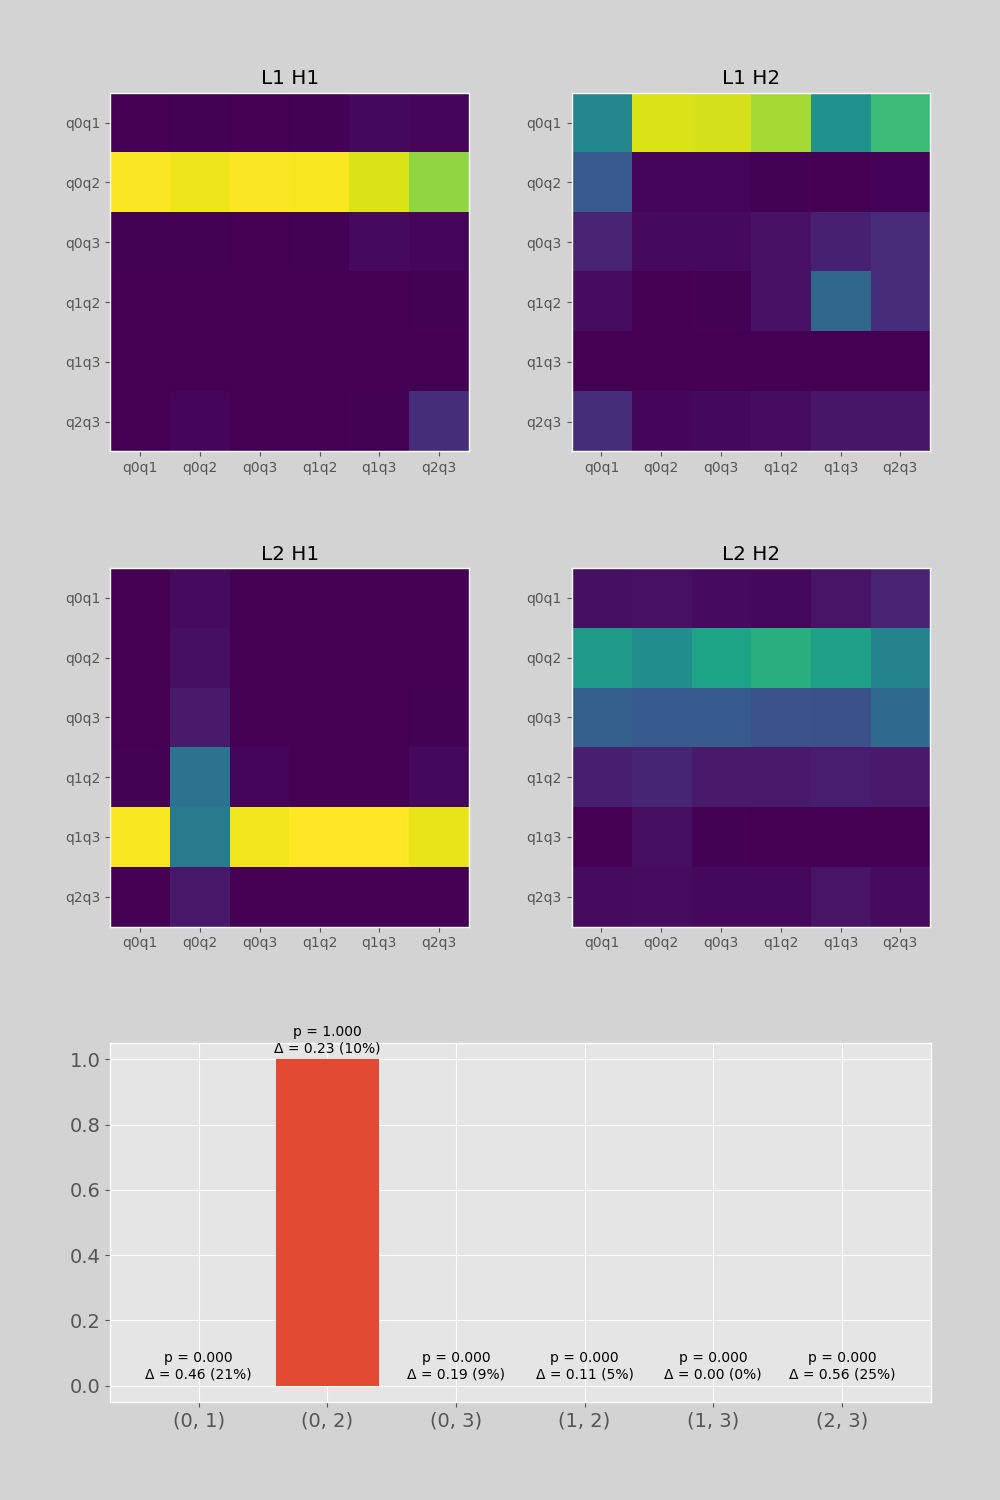 L1 H1
q0q1
q0q2
q0q3
q1q2
q1q3
q2q3
q0q1 q0q2 q0q3 q1q2 q1q3 q2q3
L1 H2
q0q1
q0q2
q0q3
q1q2
q1q3
q2q3
q0q1 q0q2 q0q3 q1q2 q1q3 q2q3
L2 H1
q0q1
q0q2
q0q3
q1q2
q1q3
q2q3
q0q1 q0q2 q0q3 q1q2 q1q3 q2q3
L2 H2
q0q1
q0q2
q0q3
q1q2
q1q3
q2q3
q0q1 q0q2 q0q3 q1q2 q1q3 q2q3
1.0
0.8
0.6
0.4
0.2
0.0
p = 0.000
Δ = 0.46 (21%)
p = 1.000
Δ = 0.23 (10%)
p = 0.000
Δ = 0.19 (9%)
p = 0.000
Δ = 0.11 (5%)
p = 0.000
Δ = 0.00 (0%)
p = 0.000
Δ = 0.56 (25%)
(0, 1) (0, 2) (0, 3) (1, 2) (1, 3) (2, 3)